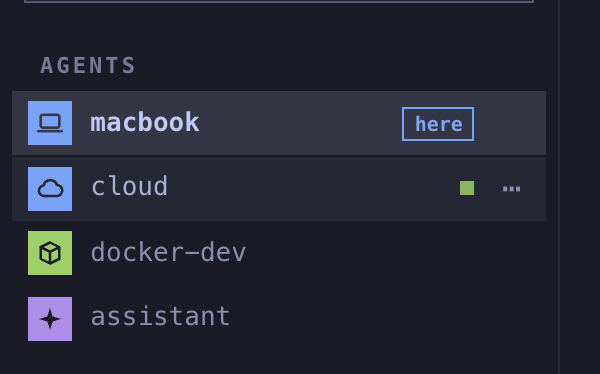 AGENTS
macbook here
cloud …
docker-dev
assistant